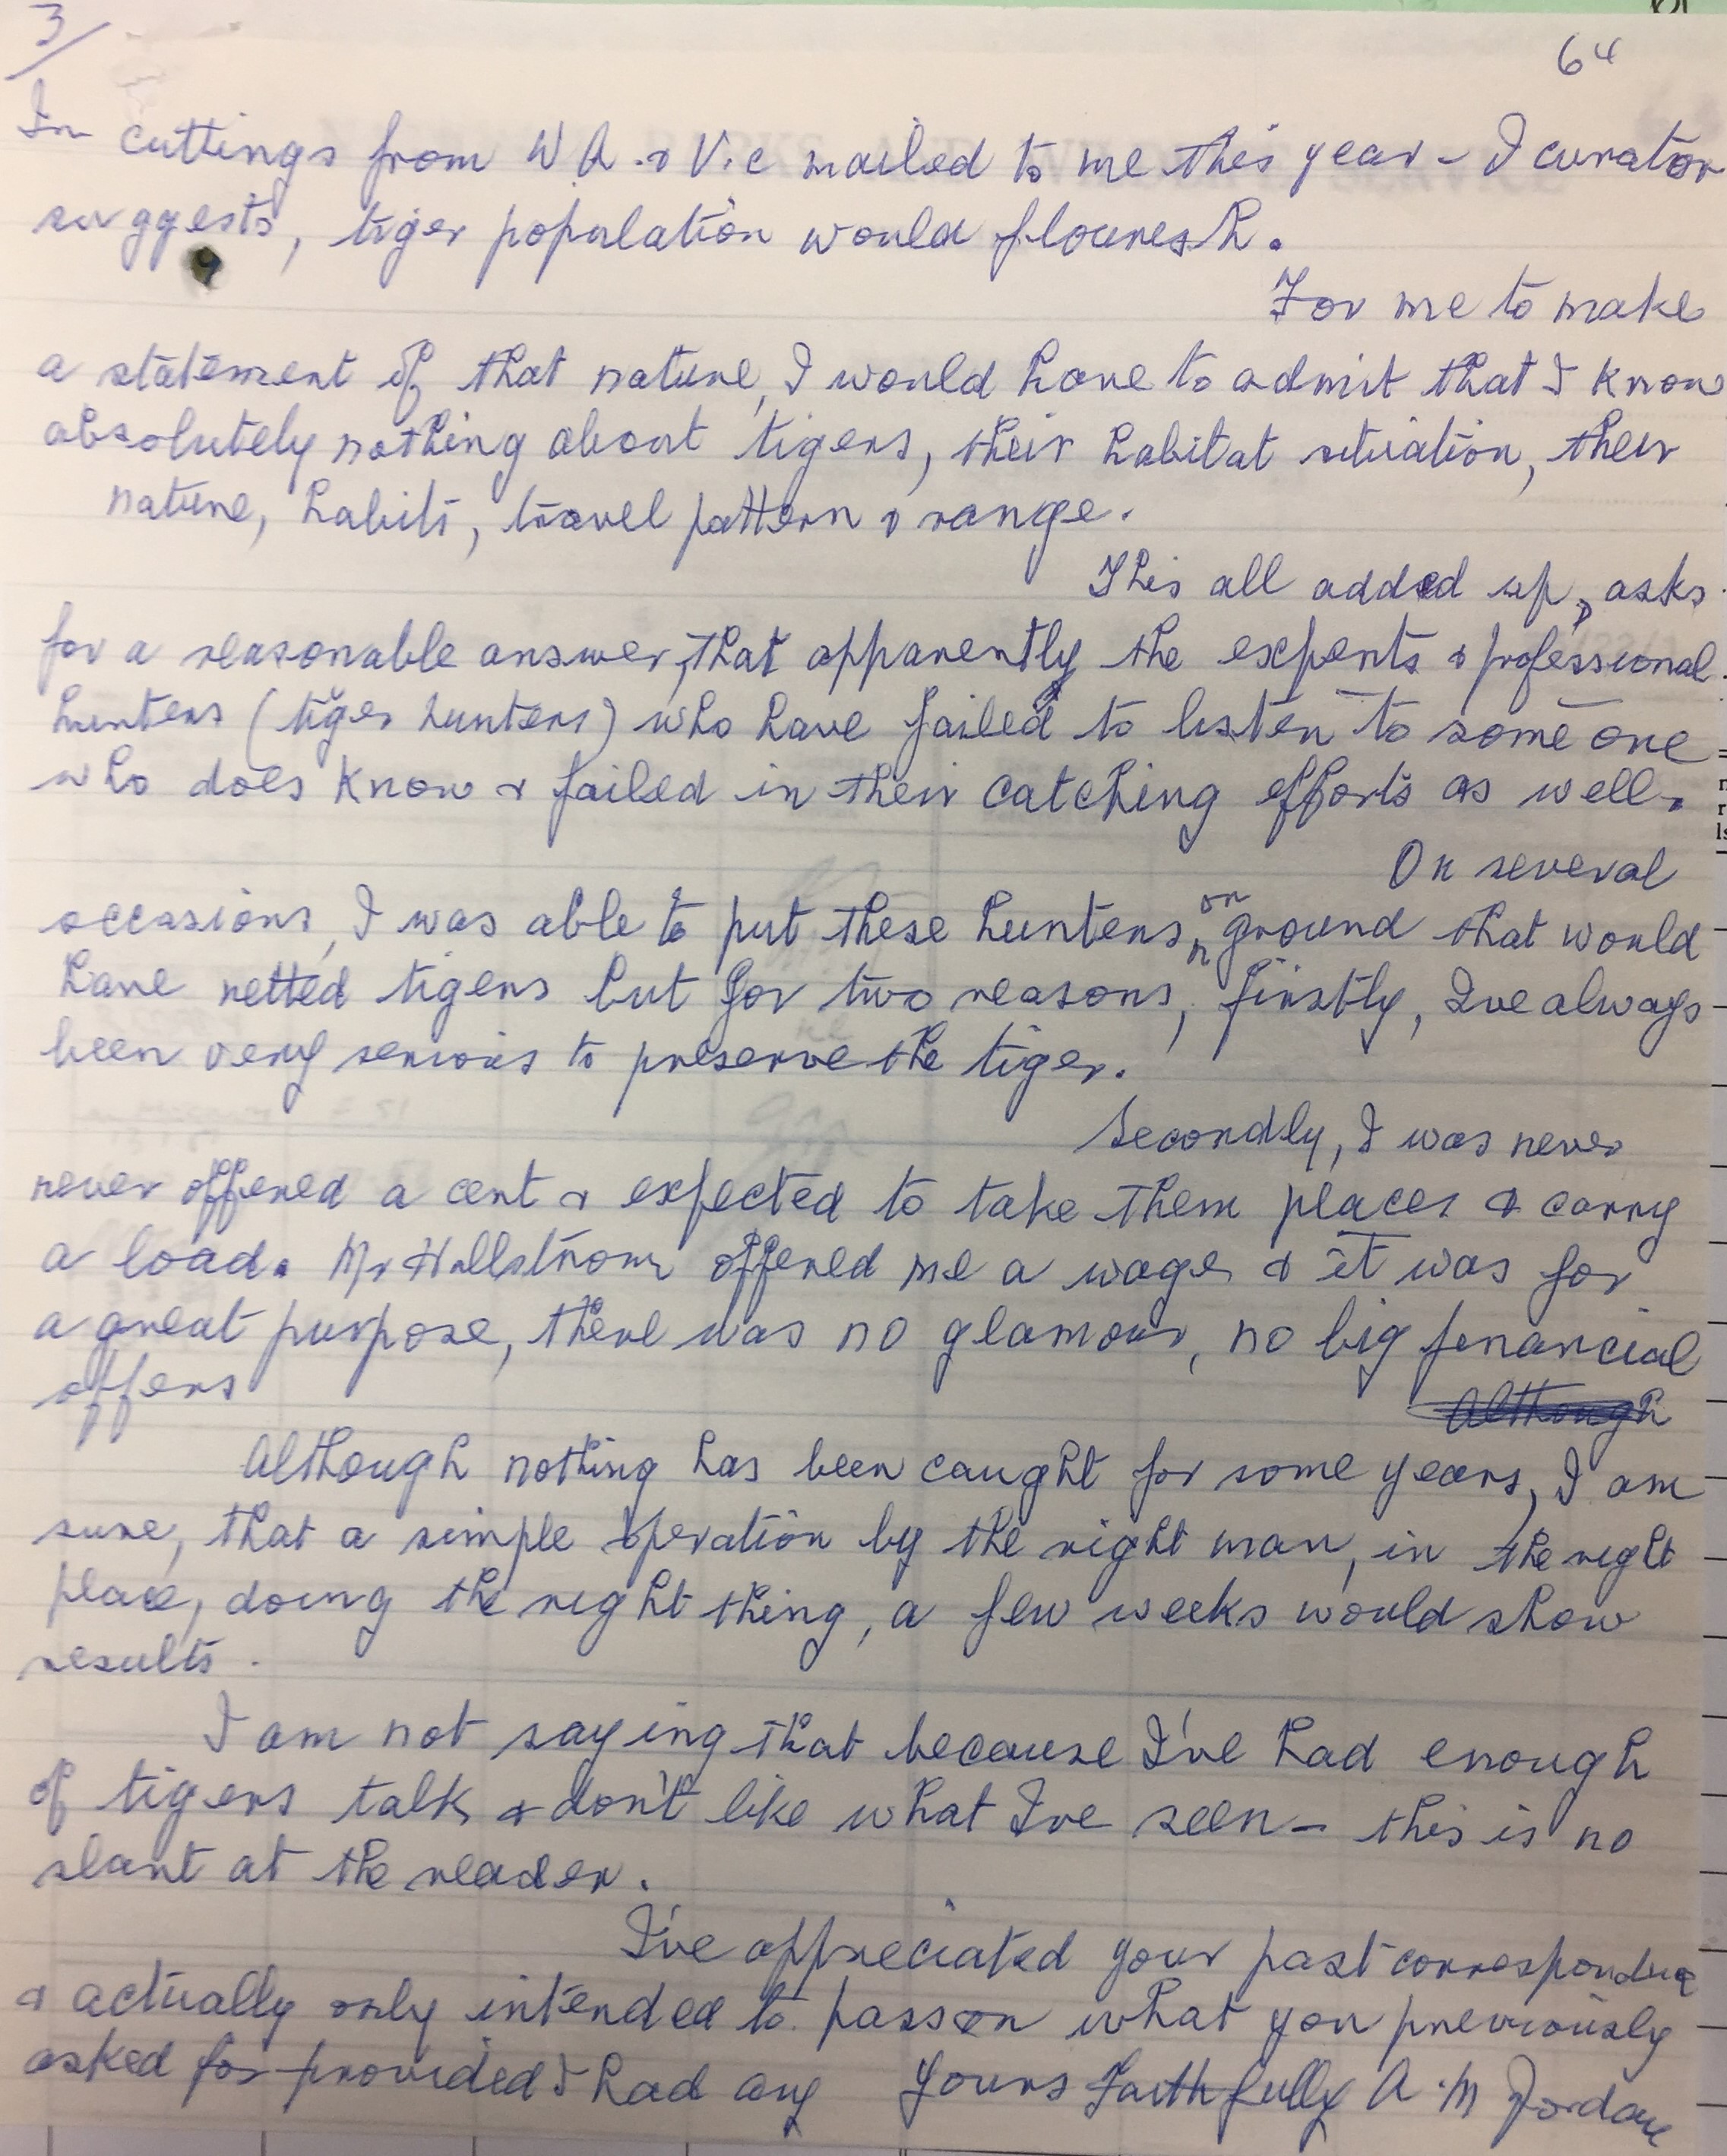 3/
64
In cuttings from W A. & Vic mailed to me this year - I curator
suggests, tiger population would flourish.
For me to make
a statement of that nature, I would have to admit that I know
absolutely nothing about tigers, their habitat situation, their
nature, habits, travel pattern & range.
This all added up, asks
for a reasonable answer, that apparently the experts & professional
hunters (tiger hunters) who have failed to listen to some one
who does know & failed in their catching efforts as well.
On several
occasions, I was able to put these hunters on ground that would
have netted tigers but for two reasons, firstly, I've always
been very serious to preserve the tiger.
Secondly, I was never
never offered a cent & expected to take them places & carry
a load. Mr Hallstrom offered me a wage & it was for
a great purpose, there was no glamour, no big financial
offers
Although
Although nothing has been caught for some years, I am
sure, that a simple operation by the right man, in the right
place, doing the right thing, a few weeks would show
results.
I am not saying that because I've had enough
of tigers talk & don't like what I've seen - this is no
slant at the reader.
I've appreciated your past correspondence
& actually only intended to pass on what you previously
asked for provided I had any Yours Faithfully A.M Jordan